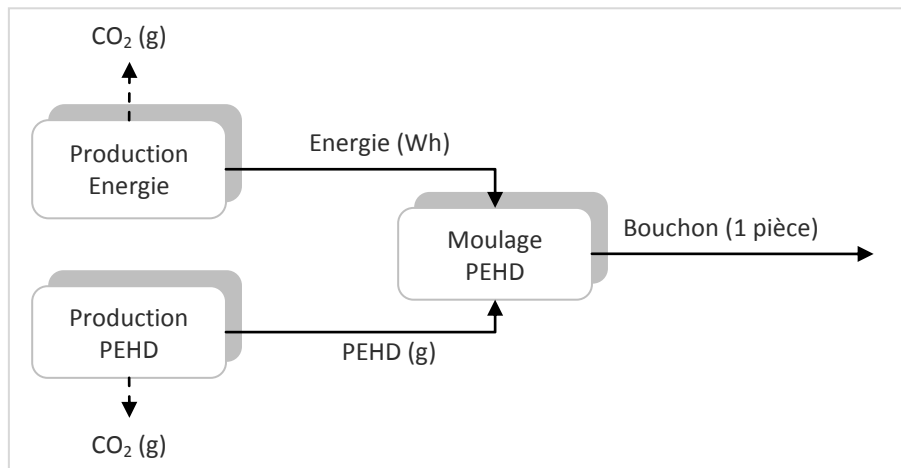 CO₂ (g)
Production
Energie
Energie (Wh)
Moulage
PEHD
Bouchon (1 pièce)
Production
PEHD
PEHD (g)
CO₂ (g)